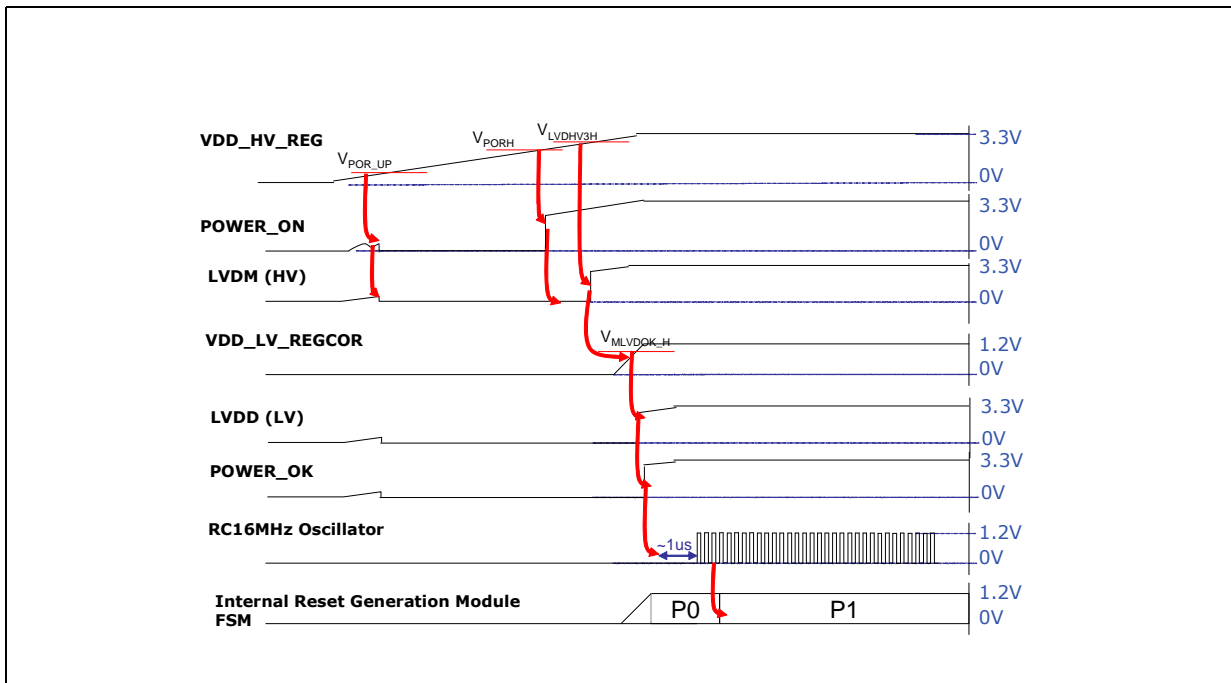 VDD_HV_REG
VPOR_UP
VPORH
VLVDHV3H
3.3V
0V
POWER_ON
3.3V
0V
LVDM (HV)
3.3V
0V
VDD_LV_REGCOR
VMLVDOK_H
1.2V
0V
LVDD (LV)
3.3V
0V
POWER_OK
3.3V
0V
RC16MHz Oscillator
~1us
1.2V
0V
Internal Reset Generation Module
FSM
P0
P1
1.2V
0V